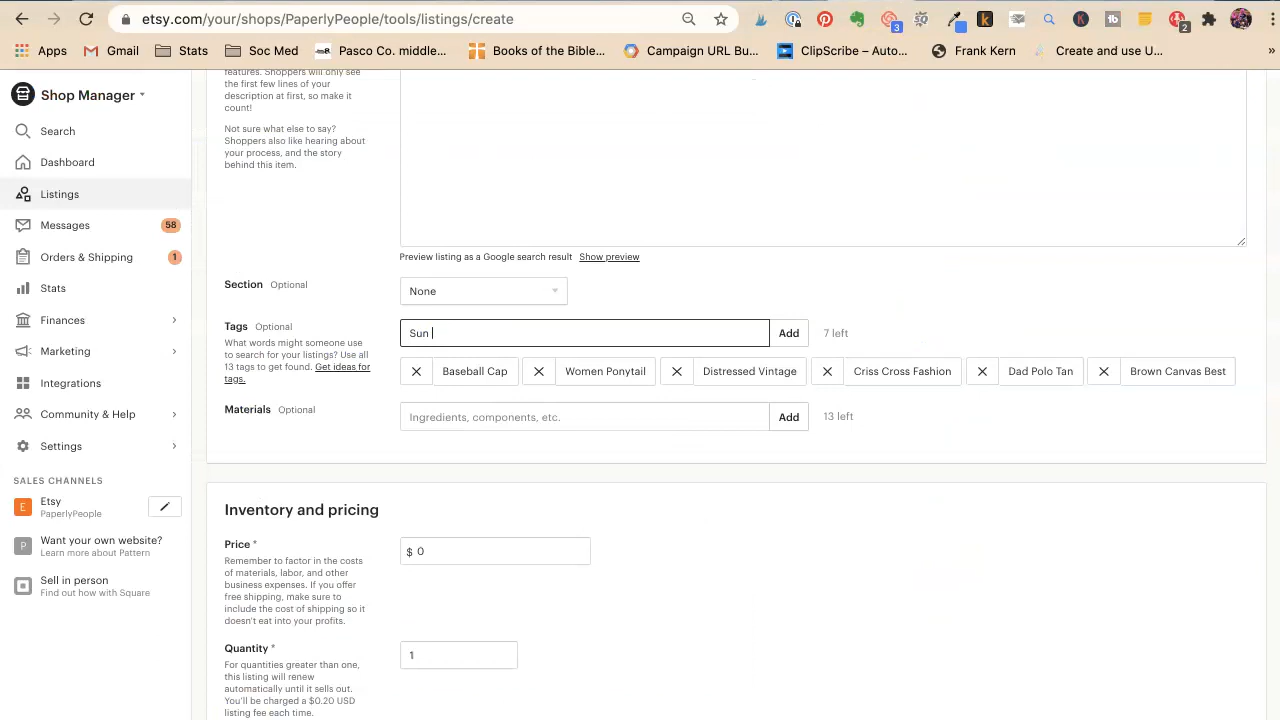 etsy.com/your/shops/PaperlyPeople/tools/listings/create
3
2
Apps
Gmail
Stats
Soc Med
Pasco Co. middle...
Books of the Bible...
Campaign URL Bu...
ClipScribe – Auto...
Frank Kern
Create and use U...
»
Shop Manager
Search
Dashboard
Listings
Messages 58
Orders & Shipping 1
Stats
Finances
Marketing
Integrations
Community & Help
Settings
SALES CHANNELS
E
Etsy
PaperlyPeople
P
Want your own website?
Learn more about Pattern
Sell in person
Find out how with Square
features. Shoppers will only see
the first few lines of your
description at first, so make it
count!
Not sure what else to say?
Shoppers also like hearing about
your process, and the story
behind this item.
Preview listing as a Google search result Show preview
Section Optional
None
Tags Optional
What words might someone use
to search for your listings? Use all
13 tags to get found. Get ideas for
tags.
Sun
Add
7 left
Baseball Cap
Women Ponytail
Distressed Vintage
Criss Cross Fashion
Dad Polo Tan
Brown Canvas Best
Materials Optional
Ingredients, components, etc.
Add
13 left
Inventory and pricing
Price *
Remember to factor in the costs
of materials, labor, and other
business expenses. If you offer
free shipping, make sure to
include the cost of shipping so it
doesn't eat into your profits.
$ 0
Quantity *
For quantities greater than one,
this listing will renew
automatically until it sells out.
You'll be charged a $0.20 USD
listing fee each time.
1